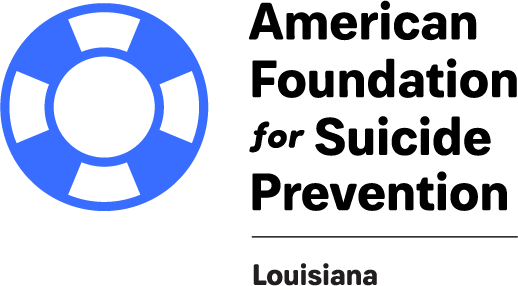 American
Foundation
for Suicide
Prevention
Louisiana